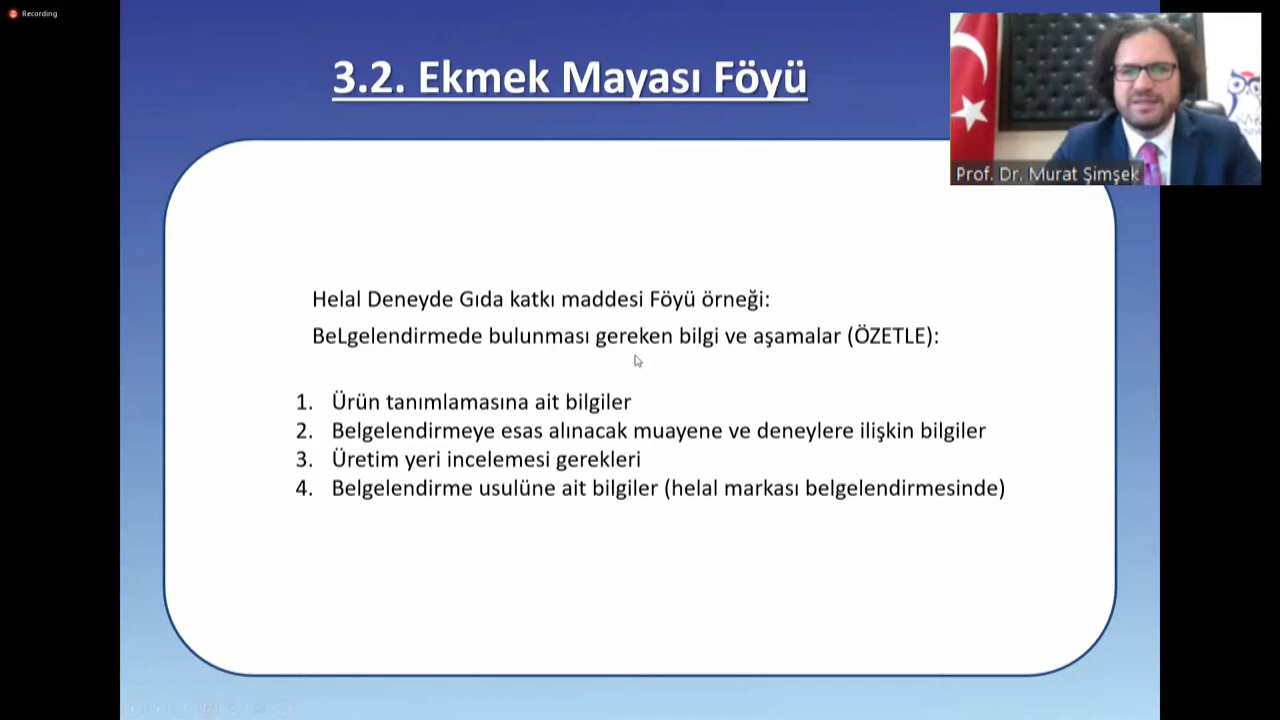 Recording
3.2. Ekmek Mayası Föyü
Prof. Dr. Murat Şimşek
Helal Deneyde Gıda katkı maddesi Föyü örneği:
BeLgelendirmede bulunması gereken bilgi ve aşamalar (ÖZETLE):
1. Ürün tanımlamasına ait bilgiler
2. Belgelendirmeye esas alınacak muayene ve deneylere ilişkin bilgiler
3. Üretim yeri incelemesi gerekleri
4. Belgelendirme usulüne ait bilgiler (helal markası belgelendirmesinde)